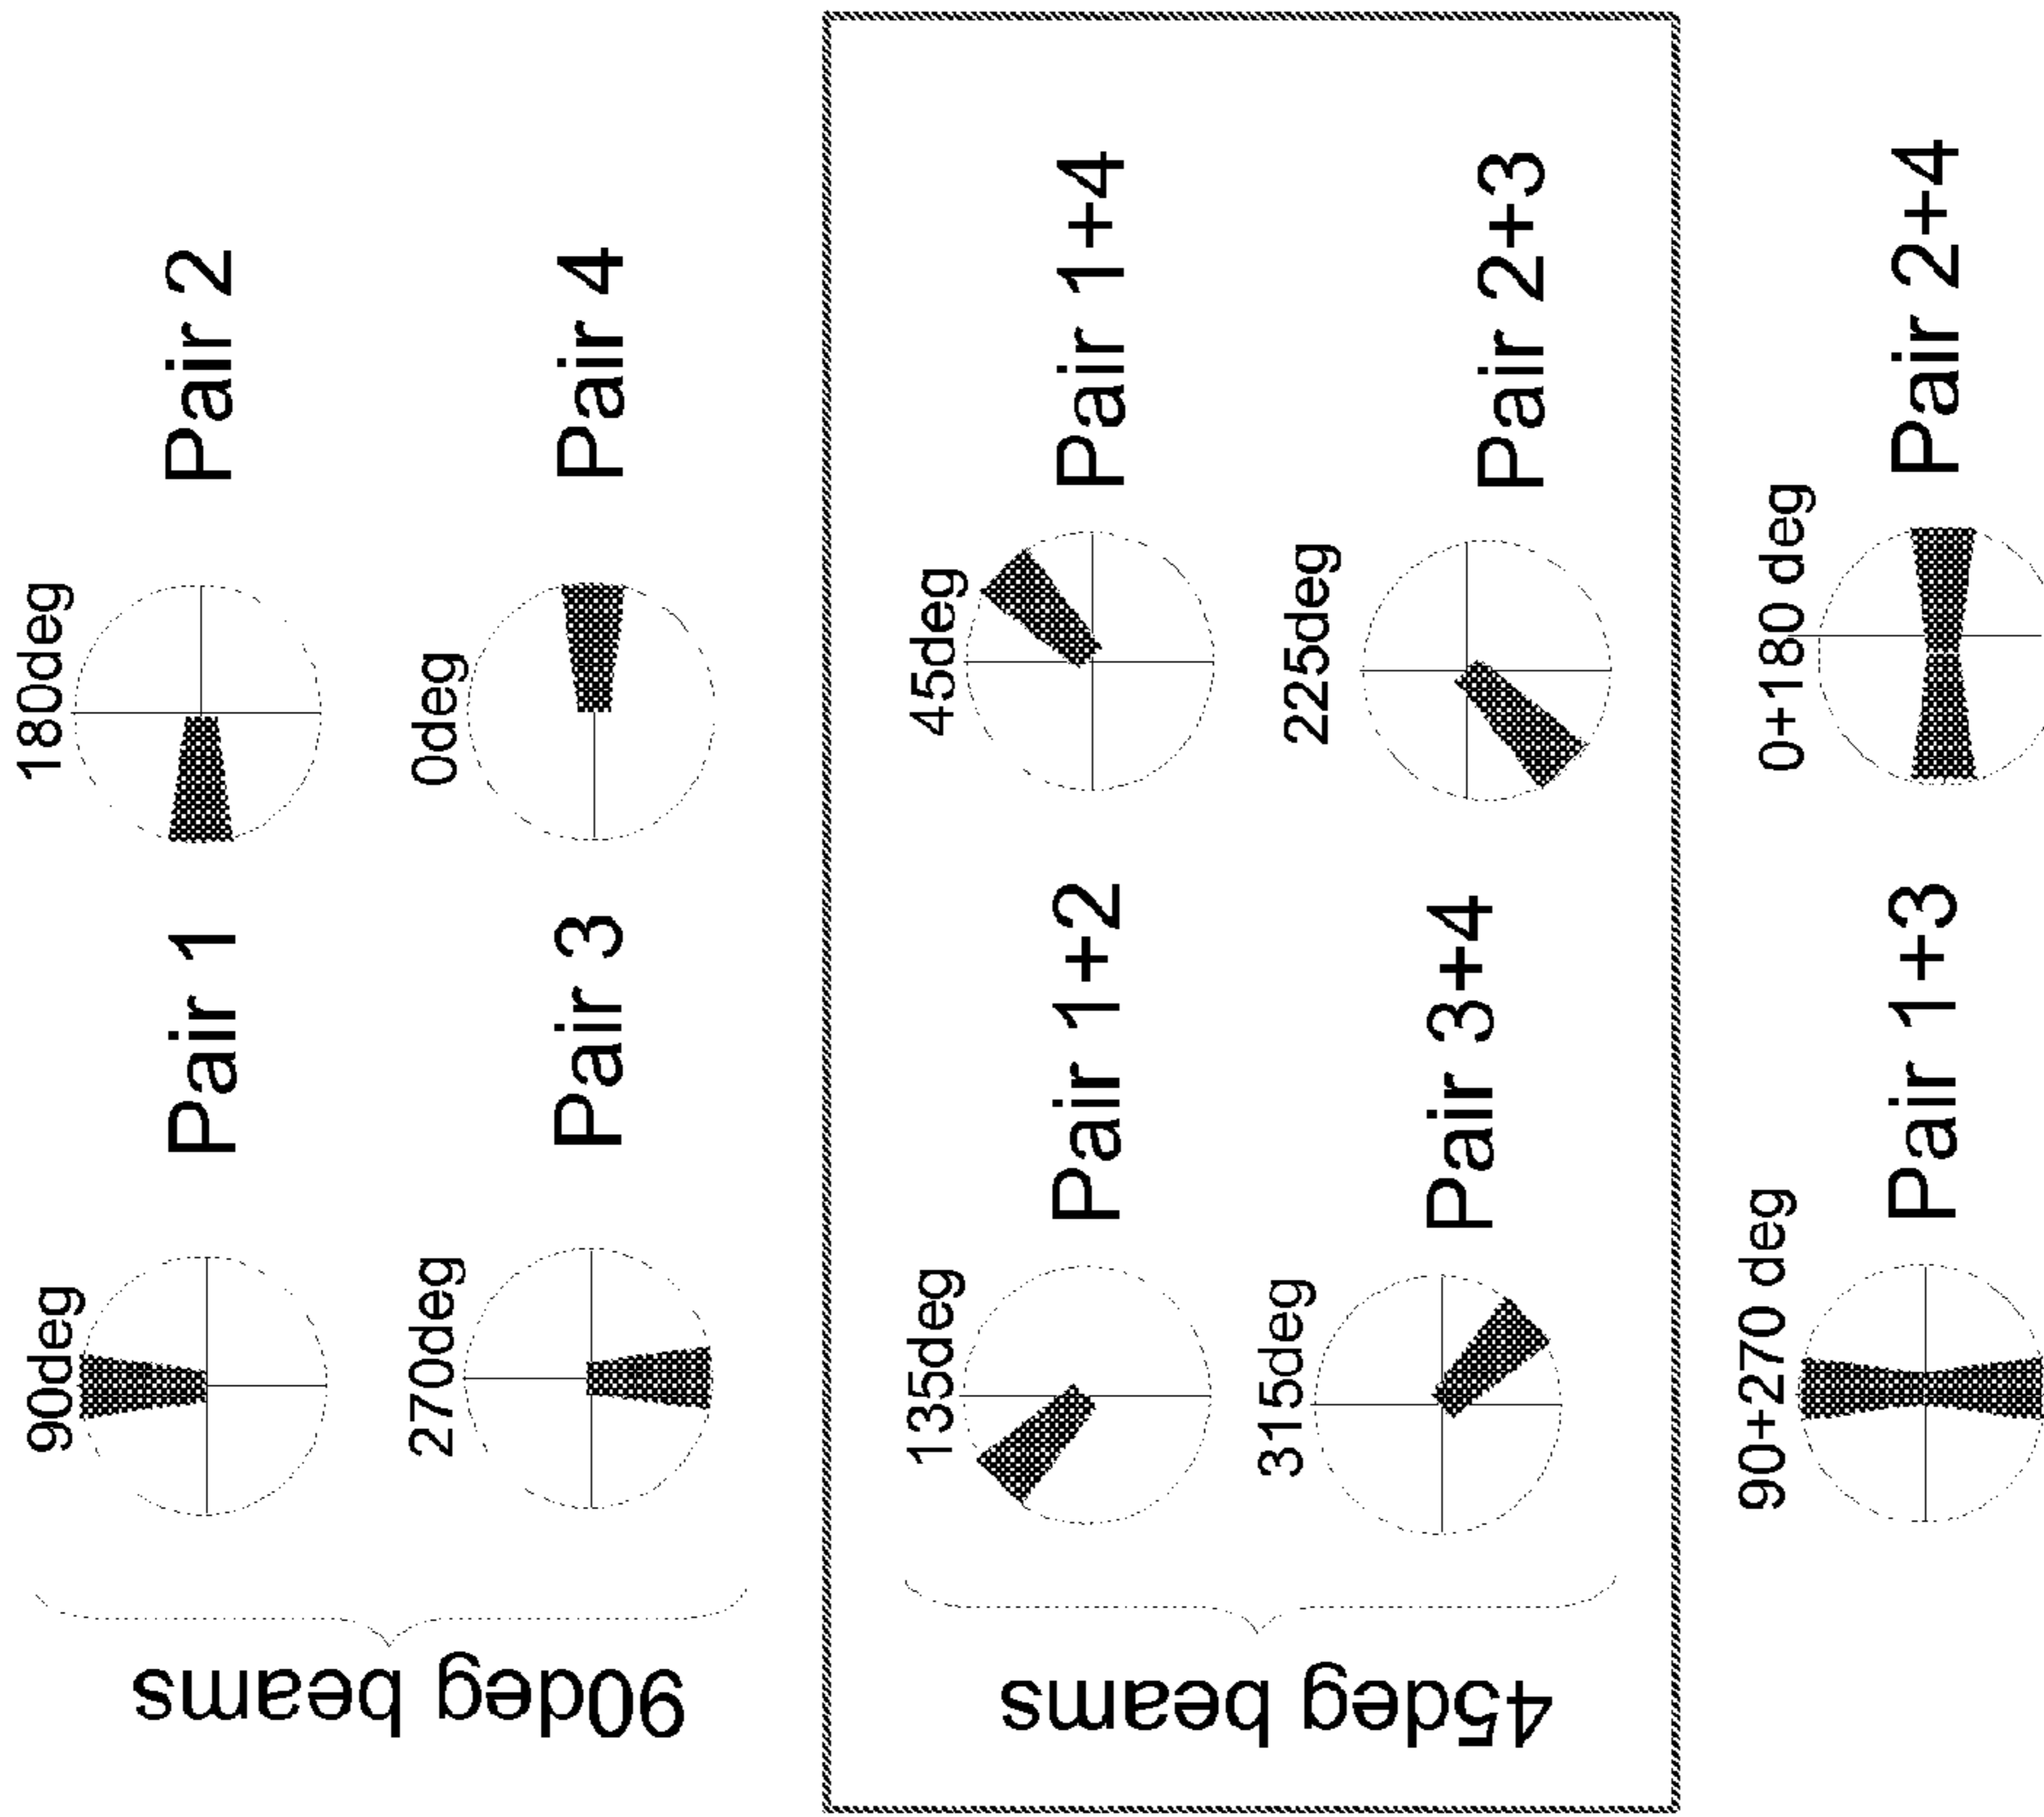 90deg beams
90deg
Pair 1
180deg
Pair 2
270deg
Pair 3
0deg
Pair 4
45deg beams
135deg
Pair 1+2
45deg
Pair 1+4
315deg
Pair 3+4
225deg
Pair 2+3
90+270 deg
Pair 1+3
0+180 deg
Pair 2+4